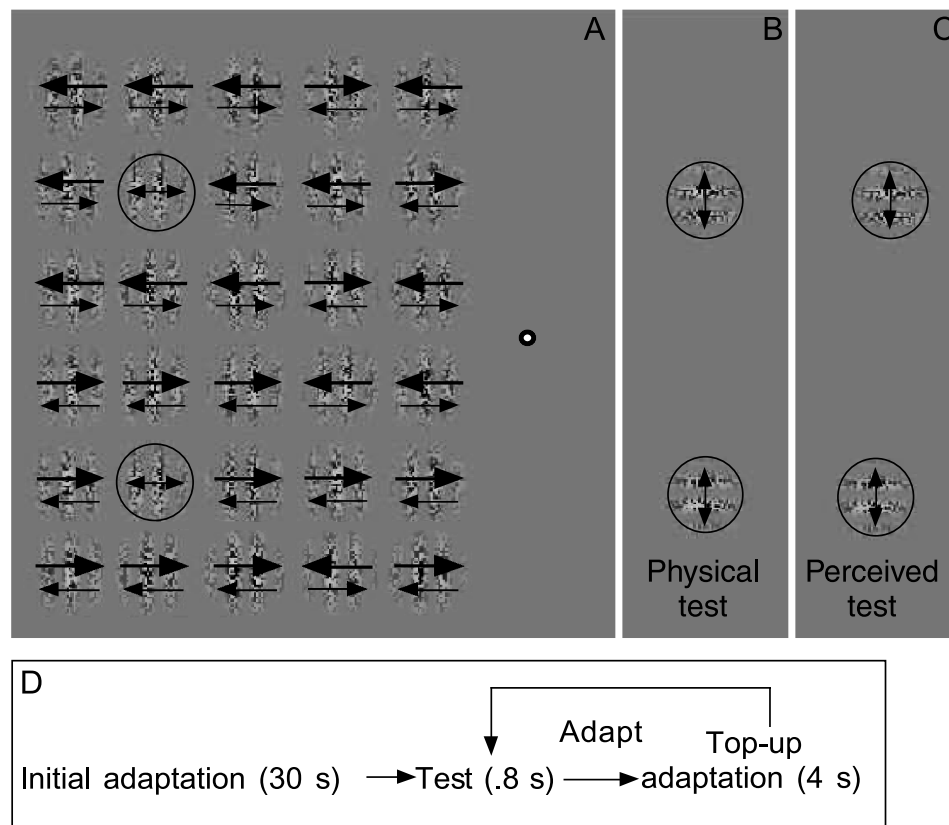 A
B
C
Physical
test
Perceived
test
D
Adapt
Top-up
Initial adaptation (30 s)
Test (.8 s)
adaptation (4 s)